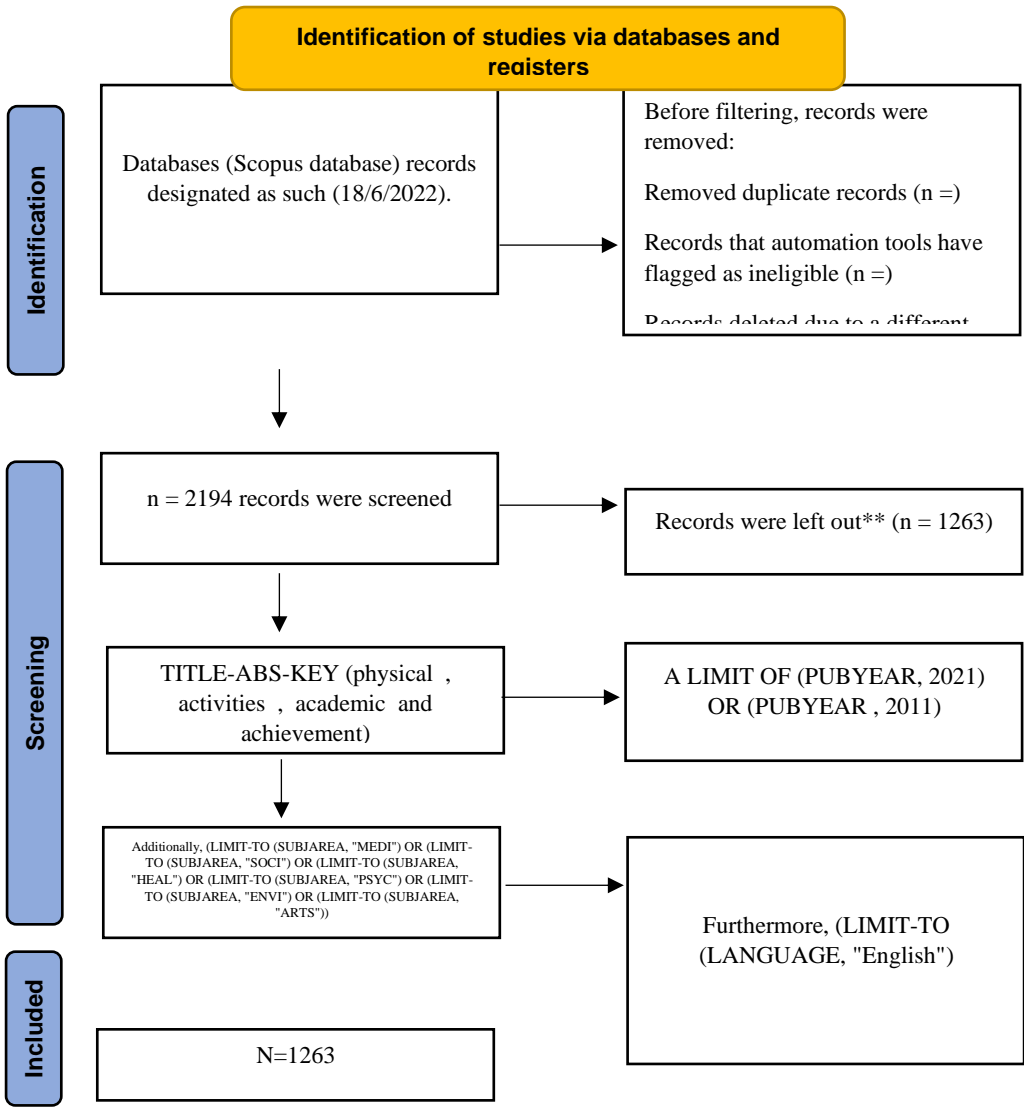 Identification of studies via databases and
registers
Identification
Databases (Scopus database) records
designated as such (18/6/2022).
Before filtering, records were
removed:
Removed duplicate records (n =)
Records that automation tools have
flagged as ineligible (n =)
Records deleted due to a different
Screening
n = 2194 records were screened
Records were left out** (n = 1263)
TITLE-ABS-KEY (physical ,
activities , academic and
achievement)
A LIMIT OF (PUBYEAR, 2021)
OR (PUBYEAR , 2011)
Additionally, (LIMIT-TO (SUBJAREA, "MEDI") OR (LIMIT-
TO (SUBJAREA, "SOCI") OR (LIMIT-TO (SUBJAREA,
"HEAL") OR (LIMIT-TO (SUBJAREA, "PSYC") OR (LIMIT-
TO (SUBJAREA, "ENVI") OR (LIMIT-TO (SUBJAREA,
"ARTS"))
Furthermore, (LIMIT-TO
(LANGUAGE, "English")
Included
N=1263